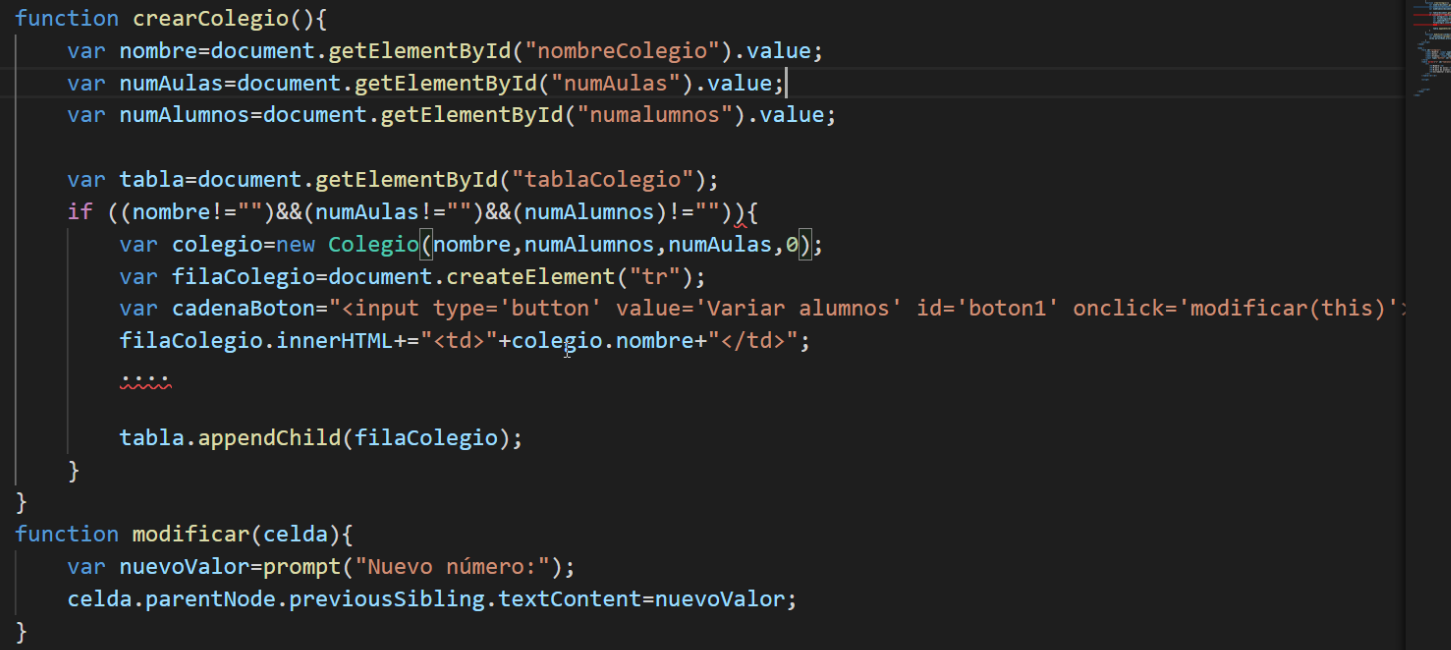 function crearColegio(){
    var nombre=document.getElementById("nombreColegio").value;
    var numAulas=document.getElementById("numAulas").value;
    var numAlumnos=document.getElementById("numalumnos").value;

    var tabla=document.getElementById("tablaColegio");
    if ((nombre!="")&&(numAulas!="")&&(numAlumnos)!="")){
        var colegio=new Colegio(nombre,numAlumnos,numAulas,0);
        var filaColegio=document.createElement("tr");
        var cadenaBoton="<input type='button' value='Variar alumnos' id='boton1' onclick='modificar(this)'>
        filaColegio.innerHTML+="<td>"+colegio.nombre+"</td>";
        ....

        tabla.appendChild(filaColegio);
    }
}
function modificar(celda){
    var nuevoValor=prompt("Nuevo número:");
    celda.parentNode.previousSibling.textContent=nuevoValor;
}